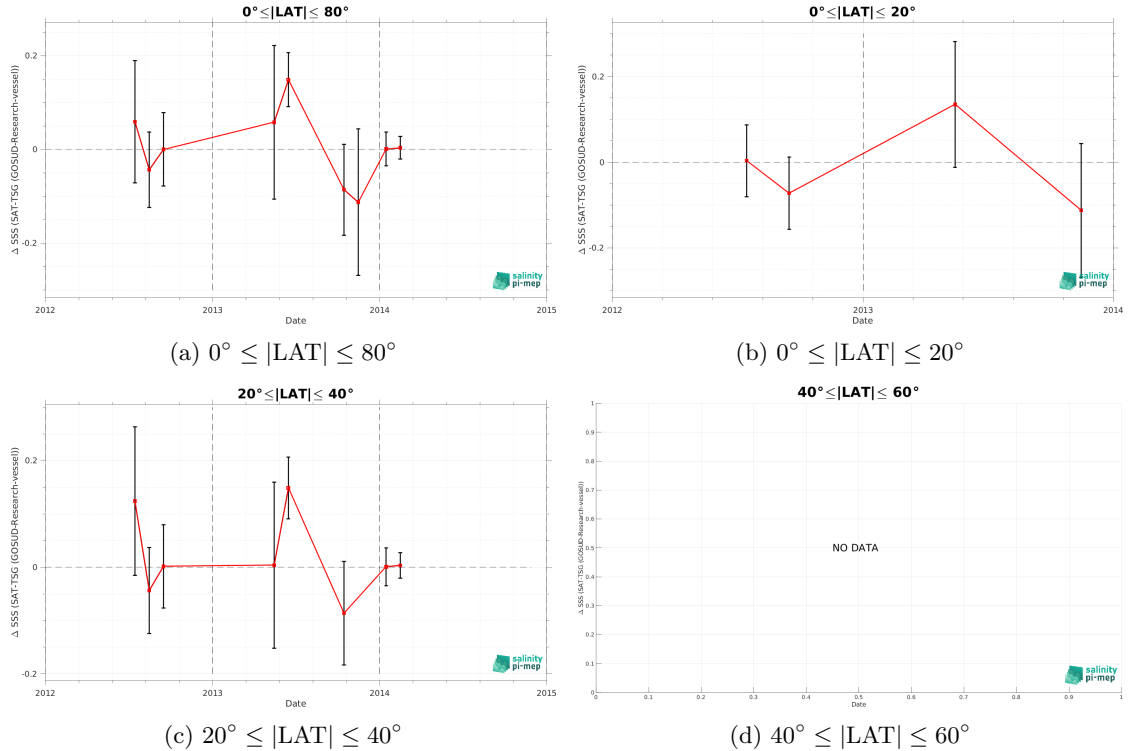 0°≤|LAT|≤ 80°
Δ SSS (SAT-TSG (GOSUD-Research-vessel))
0.2
0
-0.2
2012
2013
2014
2015
Date
salinity
pi-mep
(a) 0° ≤ |LAT| ≤ 80°
0°≤|LAT|≤ 20°
Δ SSS (SAT-TSG (GOSUD-Research-vessel))
0.2
0
-0.2
2012
2013
2014
Date
salinity
pi-mep
(b) 0° ≤ |LAT| ≤ 20°
20°≤|LAT|≤ 40°
Δ SSS (SAT-TSG (GOSUD-Research-vessel))
0.2
0
-0.2
2012
2013
2014
2015
Date
salinity
pi-mep
(c) 20° ≤ |LAT| ≤ 40°
40°≤|LAT|≤ 60°
Δ SSS (SAT-TSG (GOSUD-Research-vessel))
1
0.9
0.8
0.7
0.6
0.5
0.4
0.3
0.2
0.1
0
NO DATA
0
0.1
0.2
0.3
0.4
0.5
0.6
0.7
0.8
0.9
1
Date
salinity
pi-mep
(d) 40° ≤ |LAT| ≤ 60°